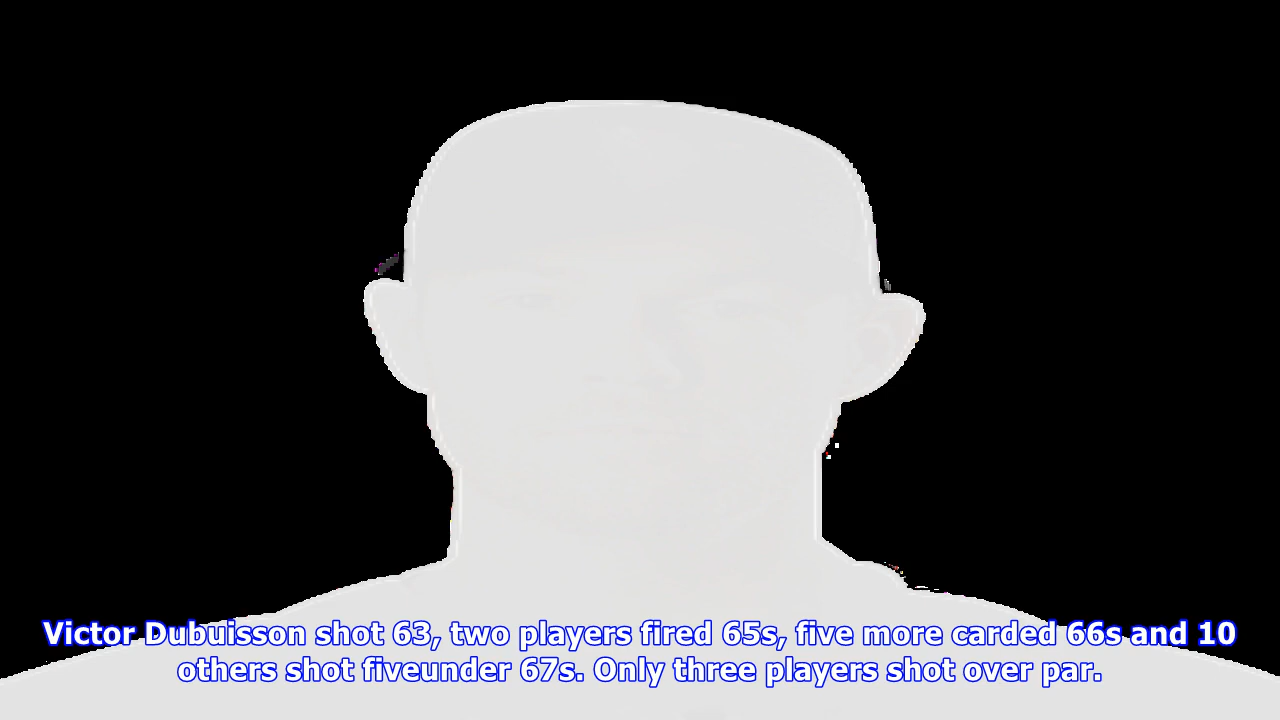 Victor Dubuisson shot 63, two players fired 65s, five more carded 66s and 10
others shot fiveunder 67s. Only three players shot over par.